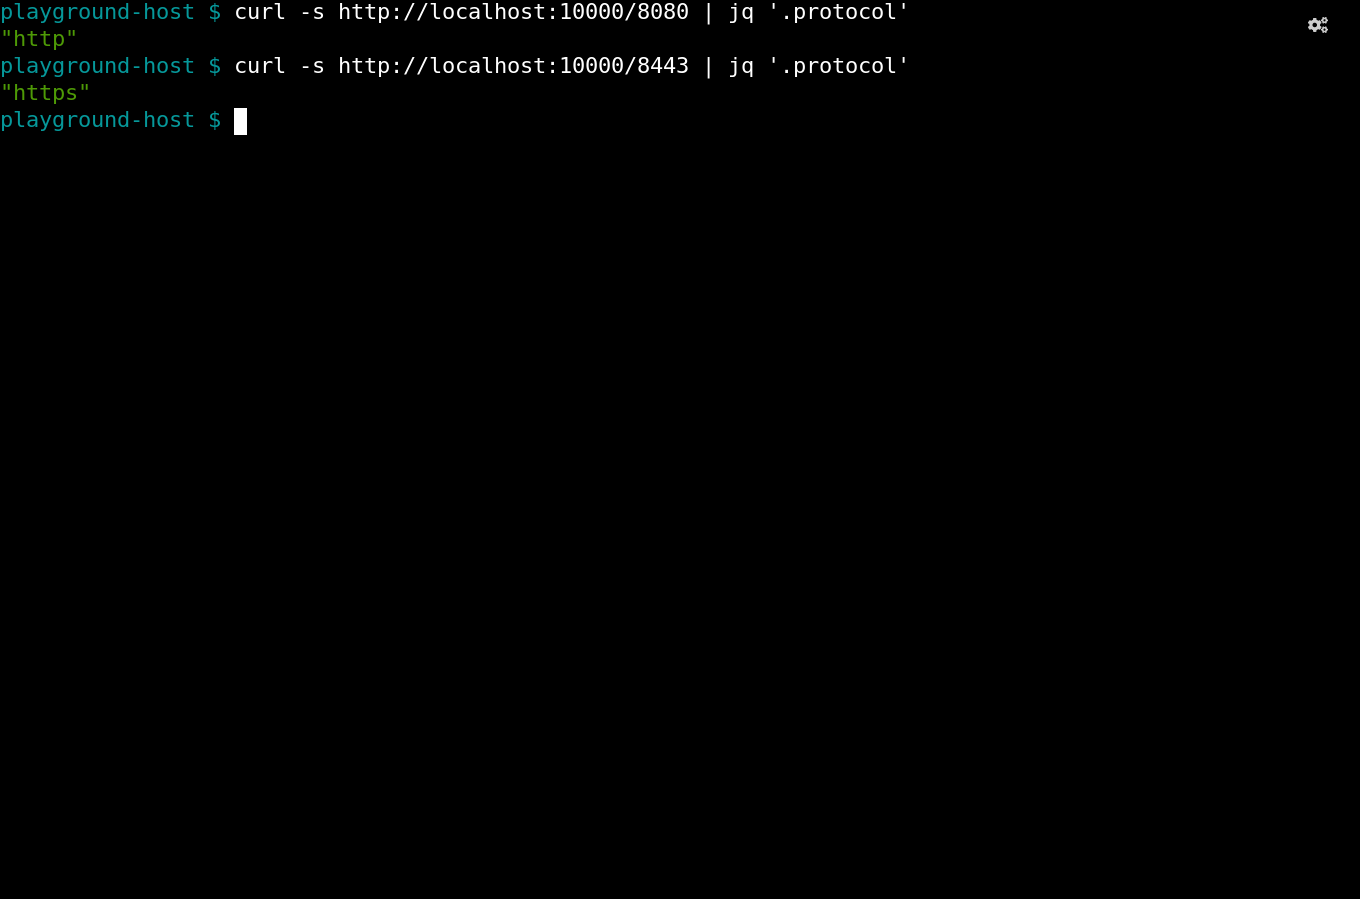 playground-host $ curl -s http://localhost:10000/8080 | jq '.protocol'
"http"
playground-host $ curl -s http://localhost:10000/8443 | jq '.protocol'
"https"
playground-host $